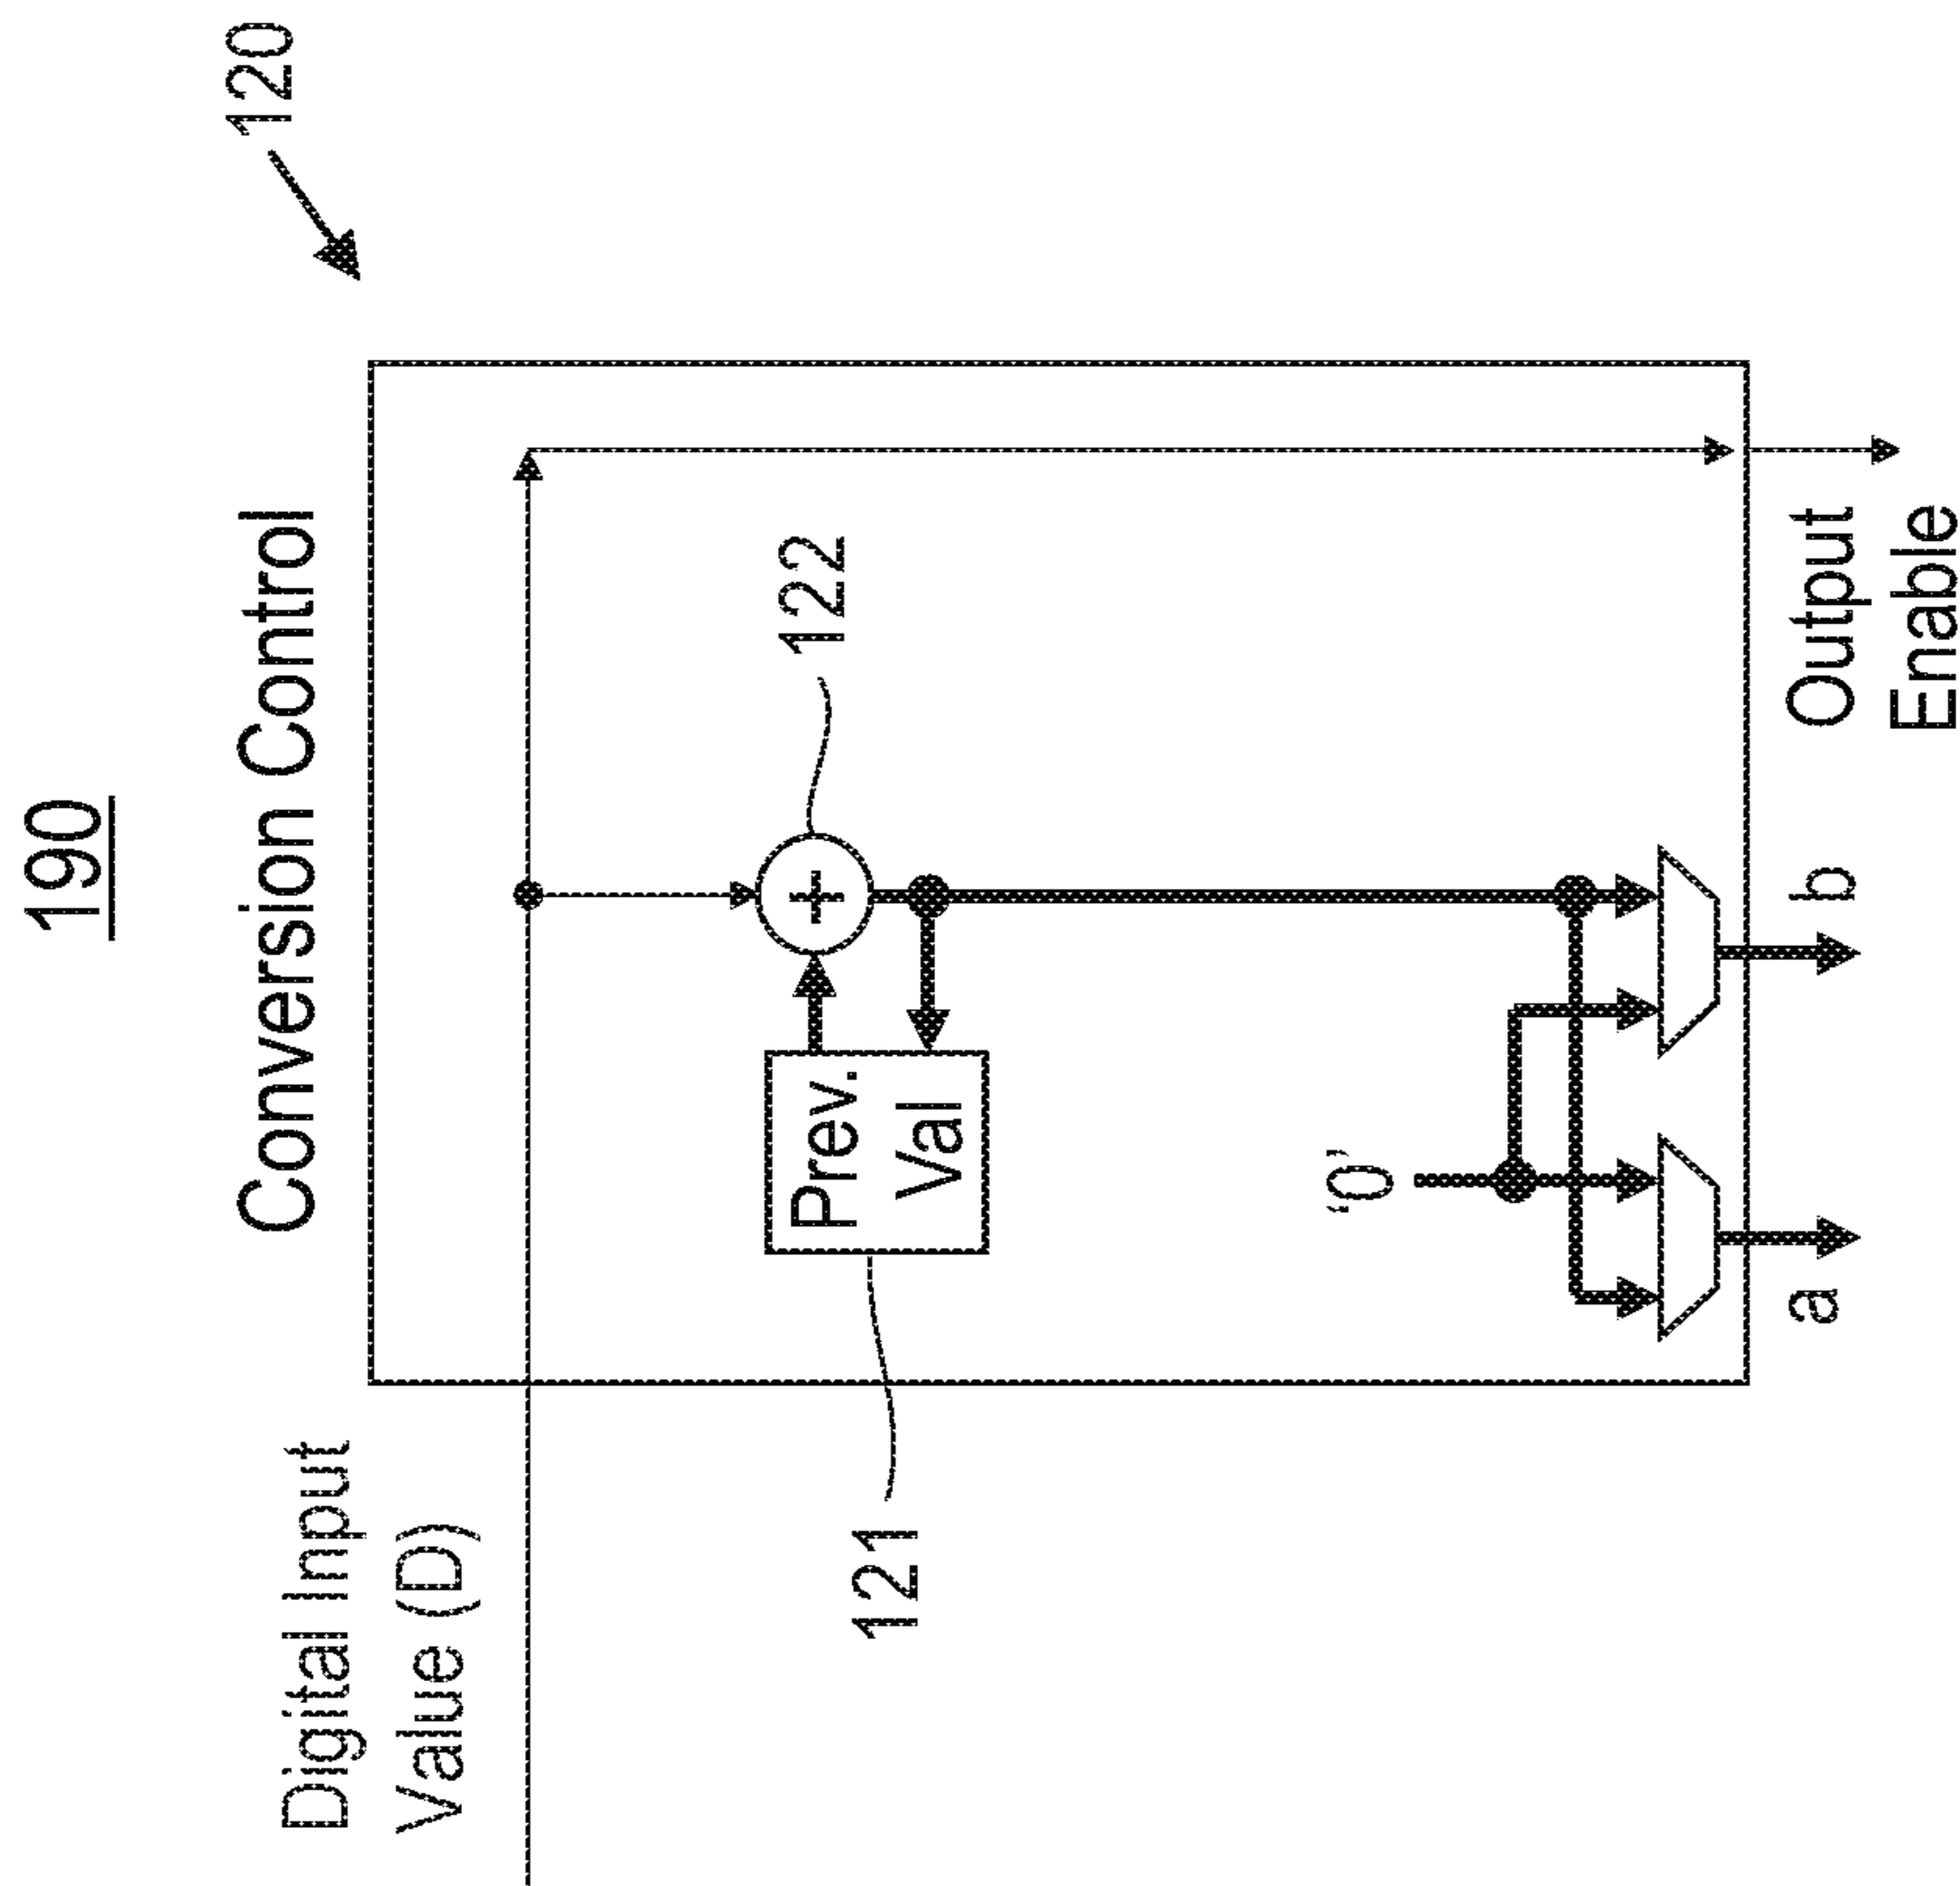 190
120
Conversion Control
Digital Input
Value (D)
122
Prev.
Val
121
‘0’
a
b
Output
Enable